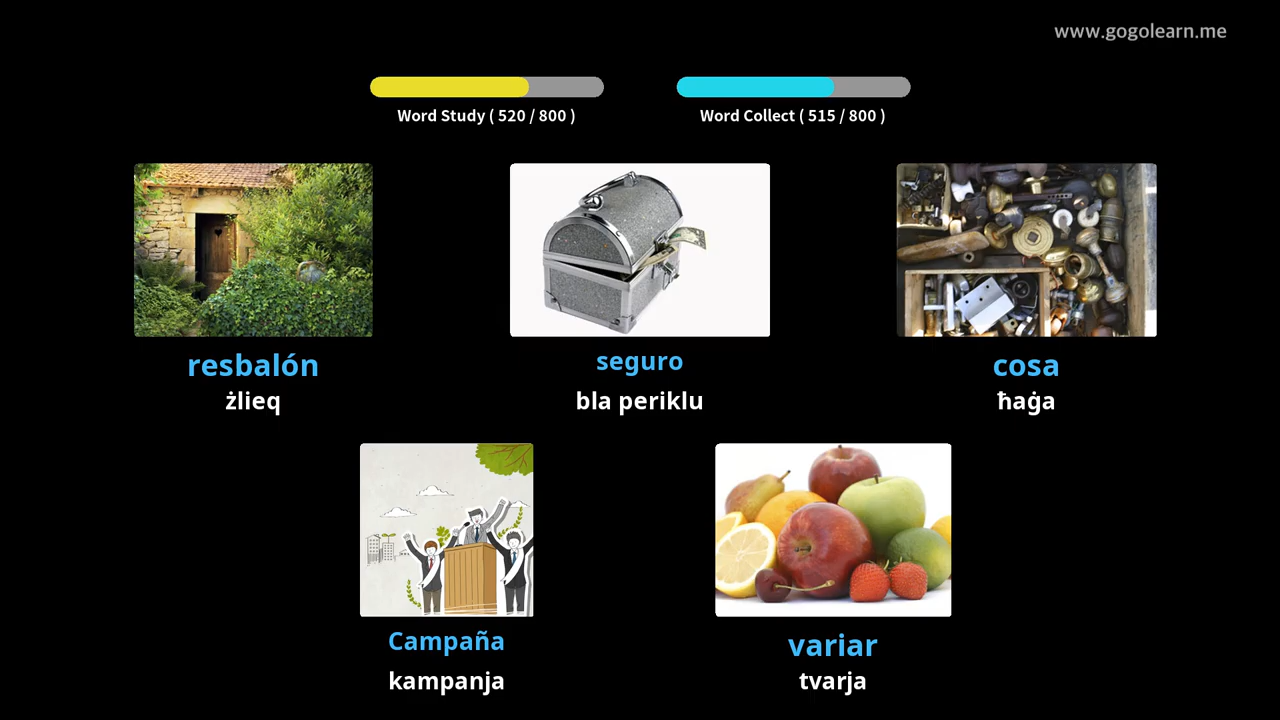 www.gogolearn.me
Word Study ( 520 / 800 )
Word Collect ( 515 / 800 )
resbalón
żlieq
seguro
bla periklu
cosa
ħaġa
Campaña
kampanja
variar
tvarja